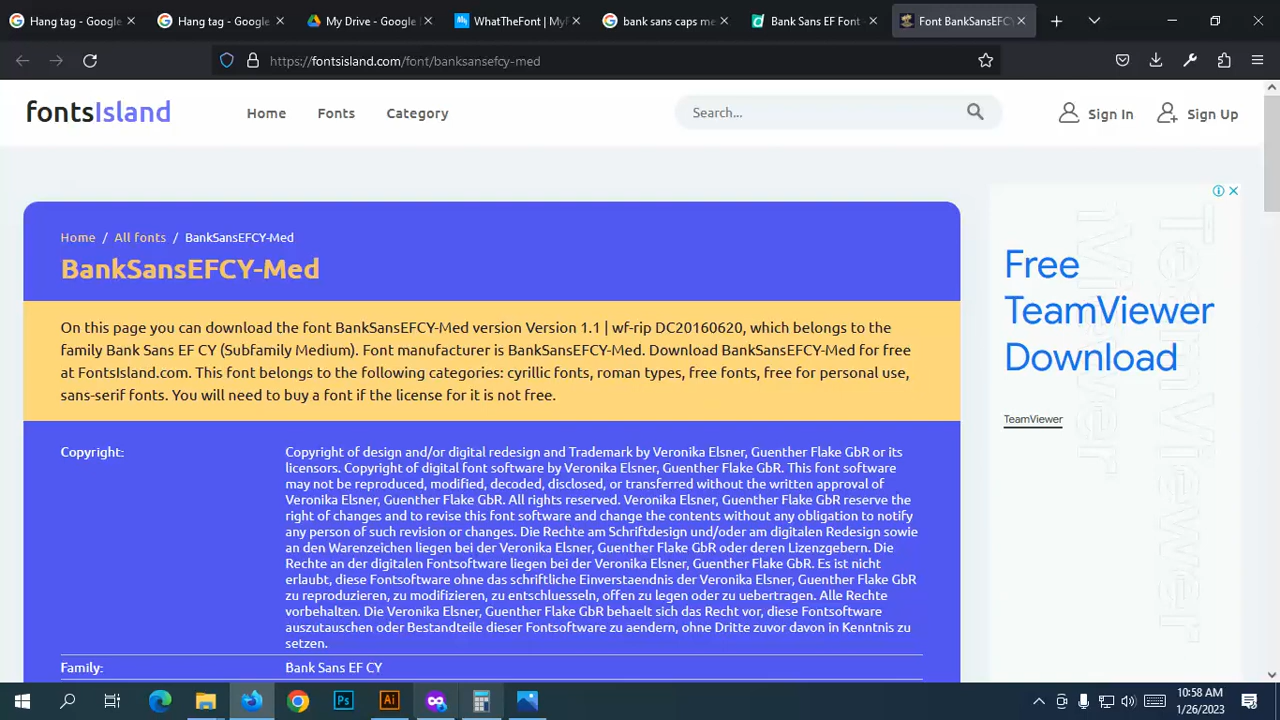 Hang tag - Google
Hang tag - Google
My Drive - Google
WhatTheFont | MyF
bank sans caps me
Bank Sans EF Font
Font BankSansEFCY
https://fontsisland.com/font/banksansefcy-med
fontsIsland
Home
Fonts
Category
Search...
Sign In
Sign Up
Home / All fonts / BankSansEFCY-Med
BankSansEFCY-Med
On this page you can download the font BankSansEFCY-Med version Version 1.1 | wf-rip DC20160620, which belongs to the
family Bank Sans EF CY (Subfamily Medium). Font manufacturer is BankSansEFCY-Med. Download BankSansEFCY-Med for free
at FontsIsland.com. This font belongs to the following categories: cyrillic fonts, roman types, free fonts, free for personal use,
sans-serif fonts. You will need to buy a font if the license for it is not free.
Copyright:
Copyright of design and/or digital redesign and Trademark by Veronika Elsner, Guenther Flake GbR or its
licensors. Copyright of digital font software by Veronika Elsner, Guenther Flake GbR. This font software
may not be reproduced, modified, decoded, disclosed, or transferred without the written approval of
Veronika Elsner, Guenther Flake GbR. All rights reserved. Veronika Elsner, Guenther Flake GbR reserve the
right of changes and to revise this font software and change the contents without any obligation to notify
any person of such revision or changes. Die Rechte am Schriftdesign und/oder am digitalen Redesign sowie
an den Warenzeichen liegen bei der Veronika Elsner, Guenther Flake GbR oder deren Lizenzgebern. Die
Rechte an der digitalen Fontsoftware liegen bei der Veronika Elsner, Guenther Flake GbR. Es ist nicht
erlaubt, diese Fontsoftware ohne das schriftliche Einverstaendnis der Veronika Elsner, Guenther Flake GbR
zu reproduzieren, zu modifizieren, zu entschluesseln, offen zu legen oder zu uebertragen. Alle Rechte
vorbehalten. Die Veronika Elsner, Guenther Flake GbR behaelt sich das Recht vor, diese Fontsoftware
auszutauschen oder Bestandteile dieser Fontsoftware zu aendern, ohne Dritte zuvor davon in Kenntnis zu
setzen.
Family:
Bank Sans EF CY
Free
TeamViewer
Download
TeamViewer
TeamViewer
TeamViewer
Ps
Ai
10:58 AM
1/26/2023